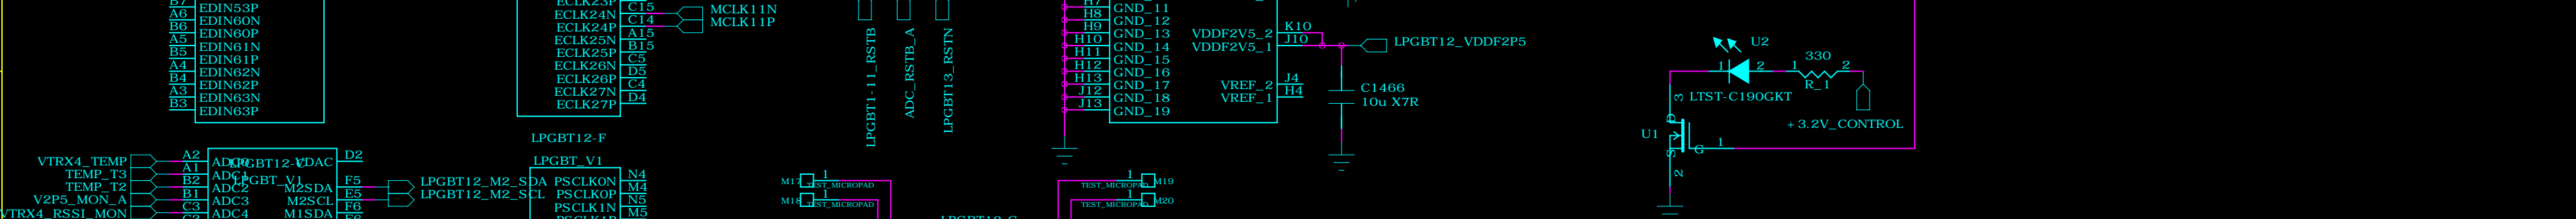 B7
EDIN53P
A6
EDIN60N
B6
EDIN60P
A5
EDIN61N
B5
EDIN61P
A4
EDIN62N
B4
EDIN62P
A3
EDIN63N
B3
EDIN63P
ECLK23P
C15
ECLK24N
C14
ECLK24P
A15
ECLK25N
B15
ECLK25P
C5
ECLK26N
D5
ECLK26P
C4
ECLK27N
D4
ECLK27P
MCLK11N
MCLK11P
LPGBT12-F
LPGBT1-11_RSTB
ADC_RSTB_A
LPGBT13_RSTN
H7
GND_11
H8
GND_12
H9
GND_13
H10
GND_14
H11
GND_15
H12
GND_16
H13
GND_17
J12
GND_18
J13
GND_19
VDDF2V5_2
K10
VDDF2V5_1
J10
VREF_2
J4
VREF_1
H4
LPGBT12_VDDF2P5
C1466
10u X7R
U2
1
2
LTST-C190GKT
330
1
2
R_1
+3.2V_CONTROL
U1
3
D
S
G
1
2
VTRX4_TEMP
A2
ADC0
TEMP_T3
A1
ADC1
TEMP_T2
B2
ADC2
V2P5_MON_A
B1
ADC3
VTRX4_RSSI_MON
C3
ADC4
LPGBT12-C
LPGBT_V1
VDAC
D2
M2SDA
F5
LPGBT12_M2_SDA
M2SCL
E5
LPGBT12_M2_SCL
M1SDA
F6
LPGBT_V1
PSCLK0N
N4
PSCLK0P
M4
PSCLK1N
N5
PSCLK1P
M5
M17
1
TEST_MICROPAD
M18
1
TEST_MICROPAD
1
M19
TEST_MICROPAD
1
M20
TEST_MICROPAD